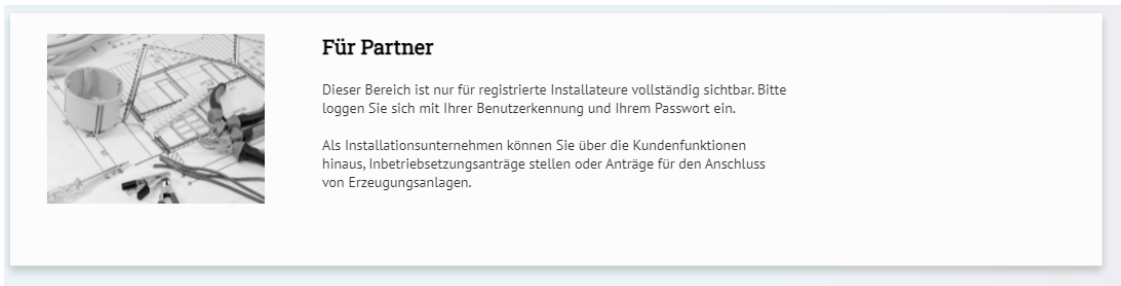 Für Partner
Dieser Bereich ist nur für registrierte Installateure vollständig sichtbar. Bitte
loggen Sie sich mit Ihrer Benutzerkennung und Ihrem Passwort ein.
Als Installationsunternehmen können Sie über die Kundenfunktionen
hinaus, Inbetriebsetzungsanträge stellen oder Anträge für den Anschluss
von Erzeugungsanlagen.